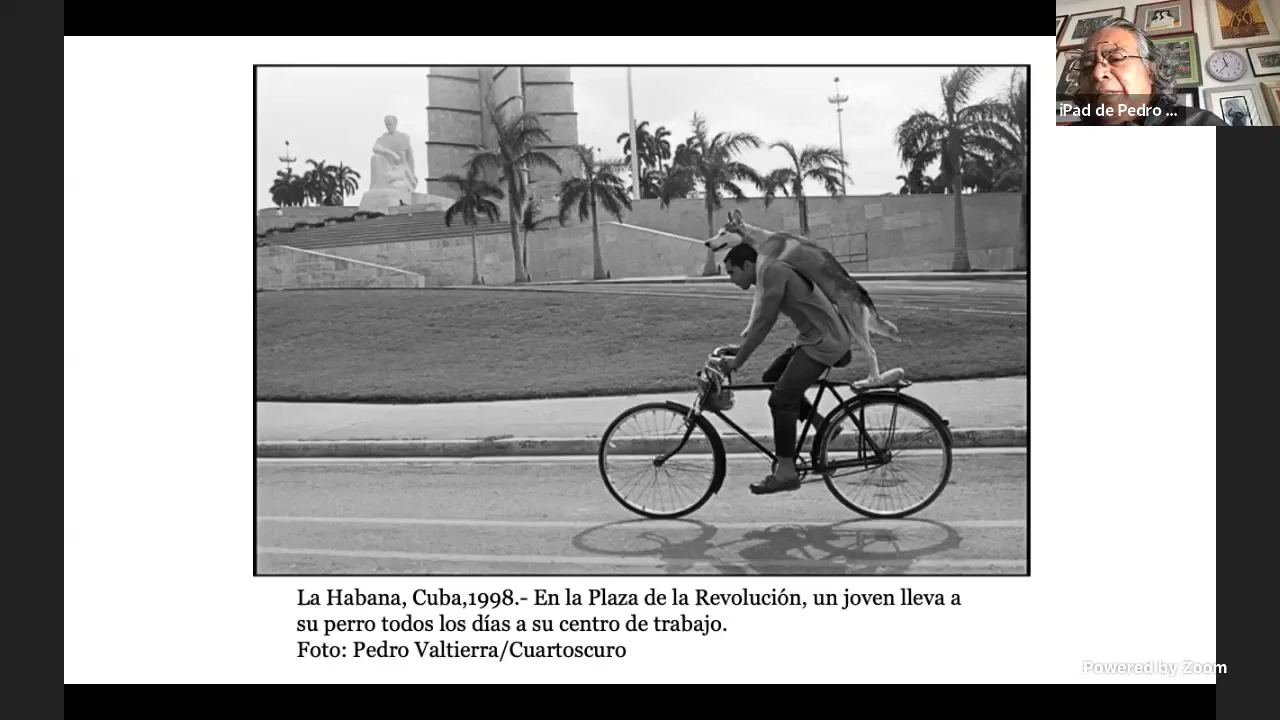 iPad de Pedro ...
La Habana, Cuba,1998.- En la Plaza de la Revolución, un joven lleva a
su perro todos los días a su centro de trabajo.
Foto: Pedro Valtierra/Cuartoscuro
Powered by Zoom